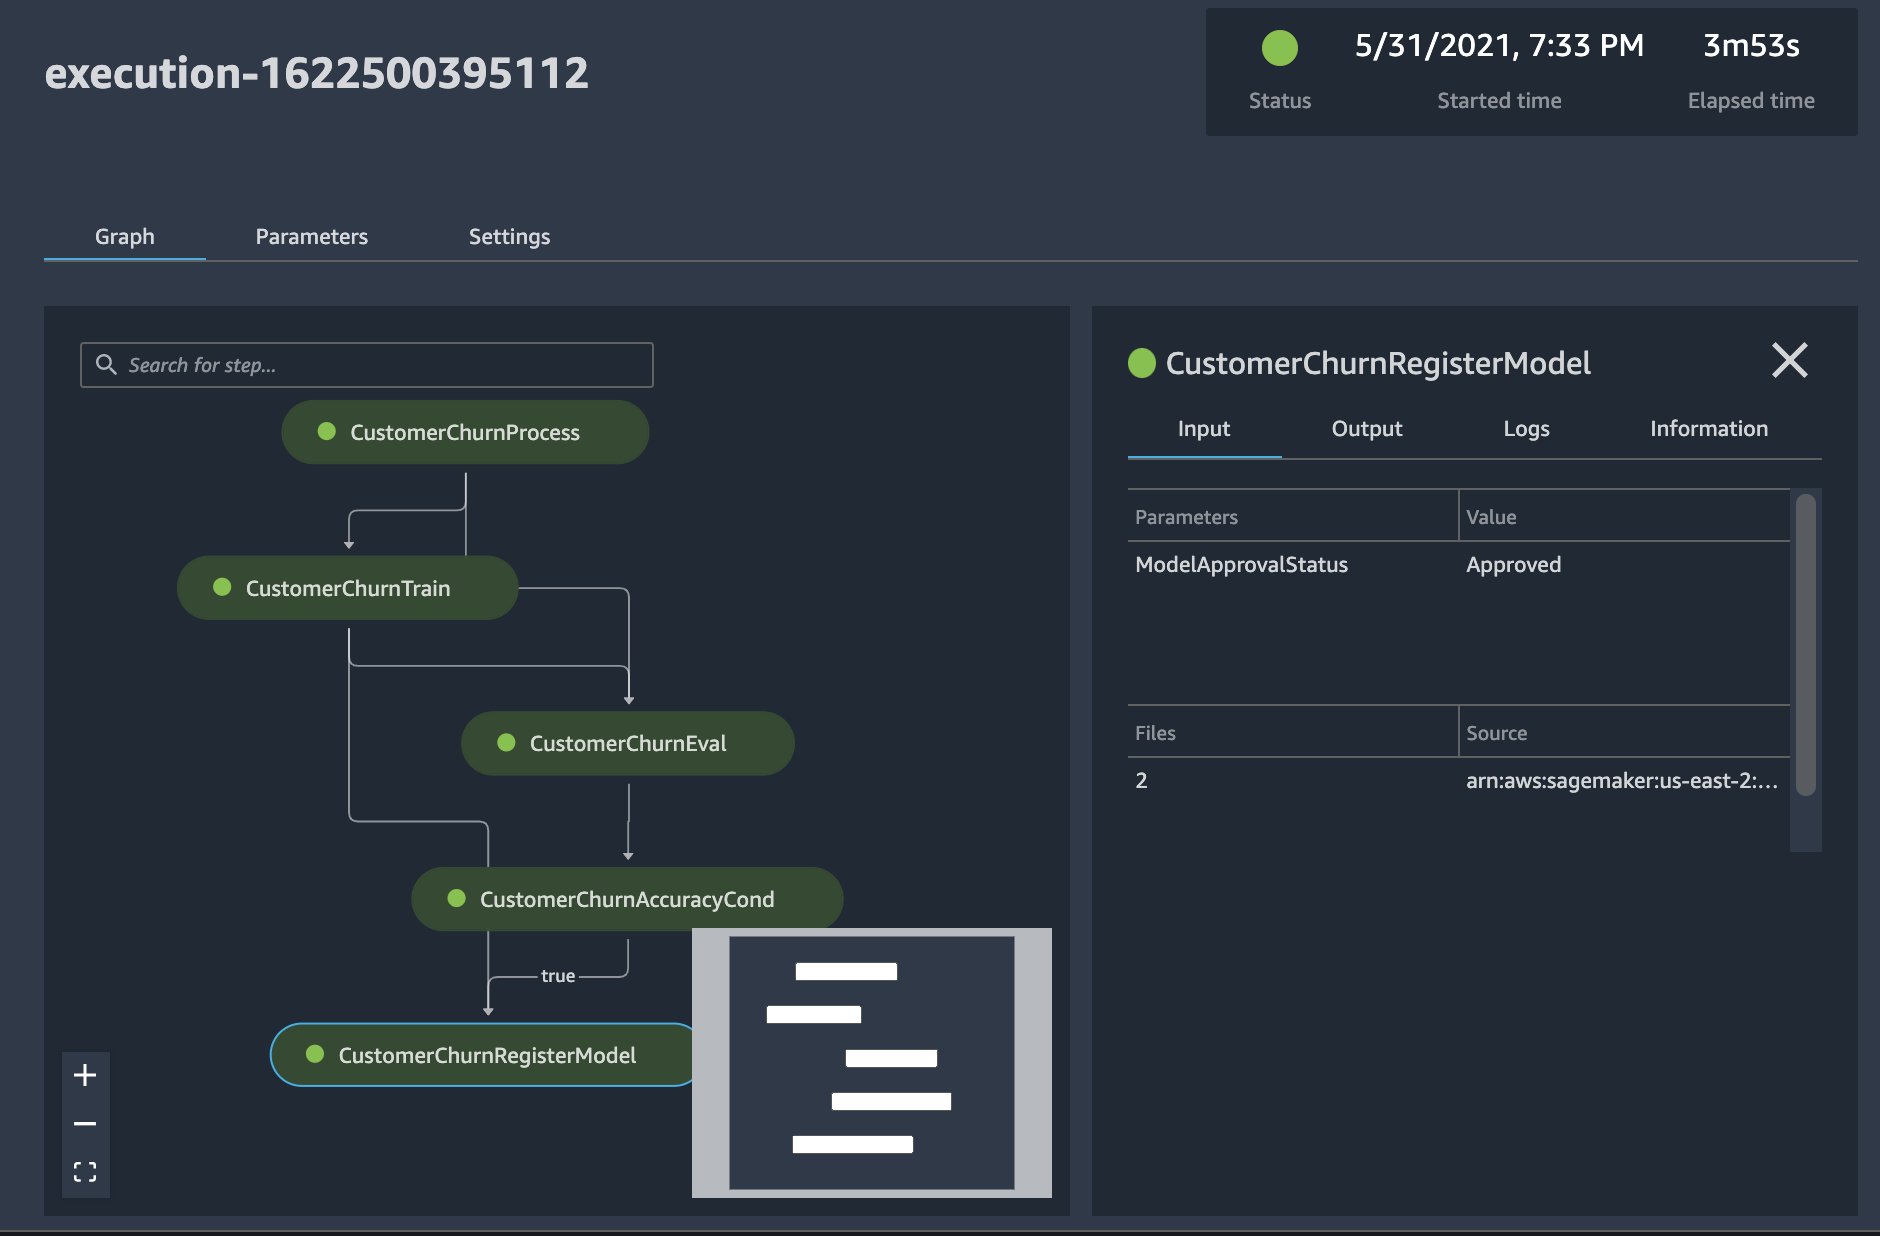 execution-1622500395112
5/31/2021, 7:33 PM
3m53s
Status
Started time
Elapsed time
Graph
Parameters
Settings
Search for step...
CustomerChurnProcess
CustomerChurnTrain
CustomerChurnEval
CustomerChurnAccuracyCond
true
CustomerChurnRegisterModel
CustomerChurnRegisterModel
Input
Output
Logs
Information
Parameters
Value
ModelApprovalStatus
Approved
Files
Source
2
arn:aws:sagemaker:us-east-2:...